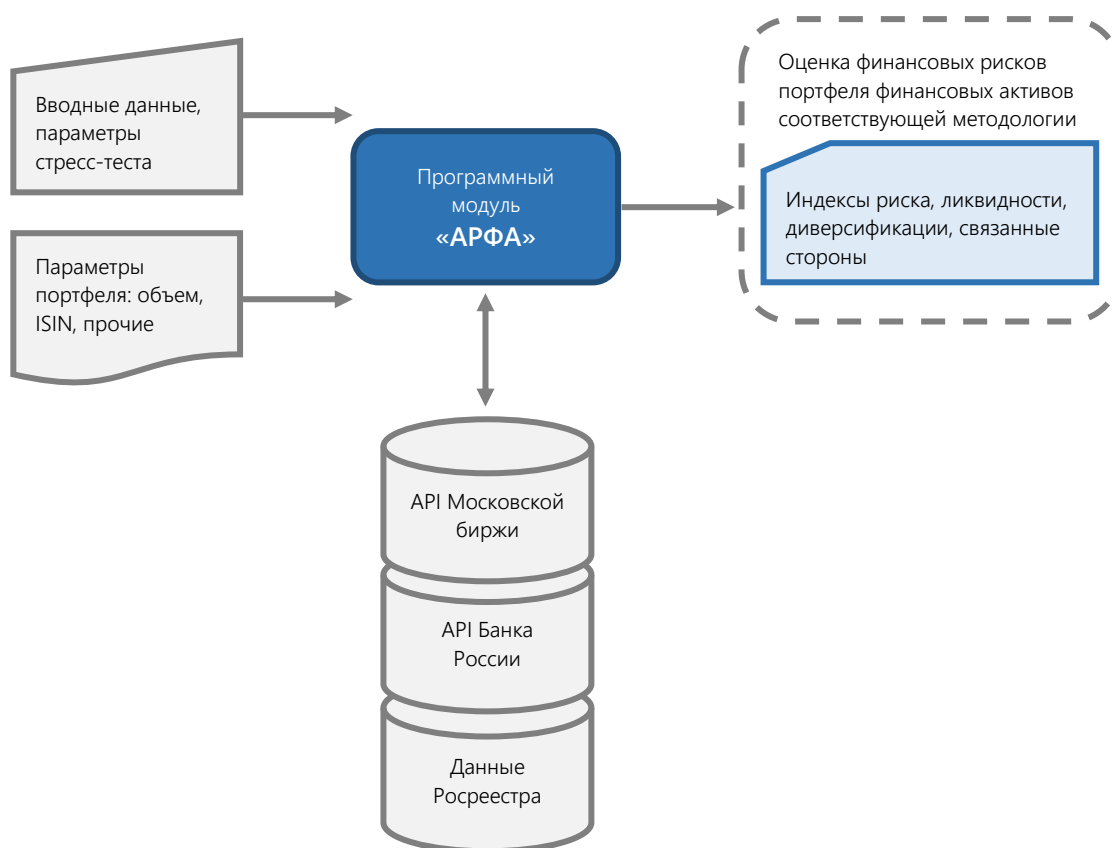 Вводные данные,
параметры
стресс-теста
Параметры
портфеля: объем,
ISIN, прочие
Программный
модуль
«АРФА»
Оценка финансовых рисков
портфеля финансовых активов
соответствующей методологии
Индексы риска, ликвидности,
диверсификации, связанные
стороны
API Московской
биржи
API Банка
России
Данные
Росреестра